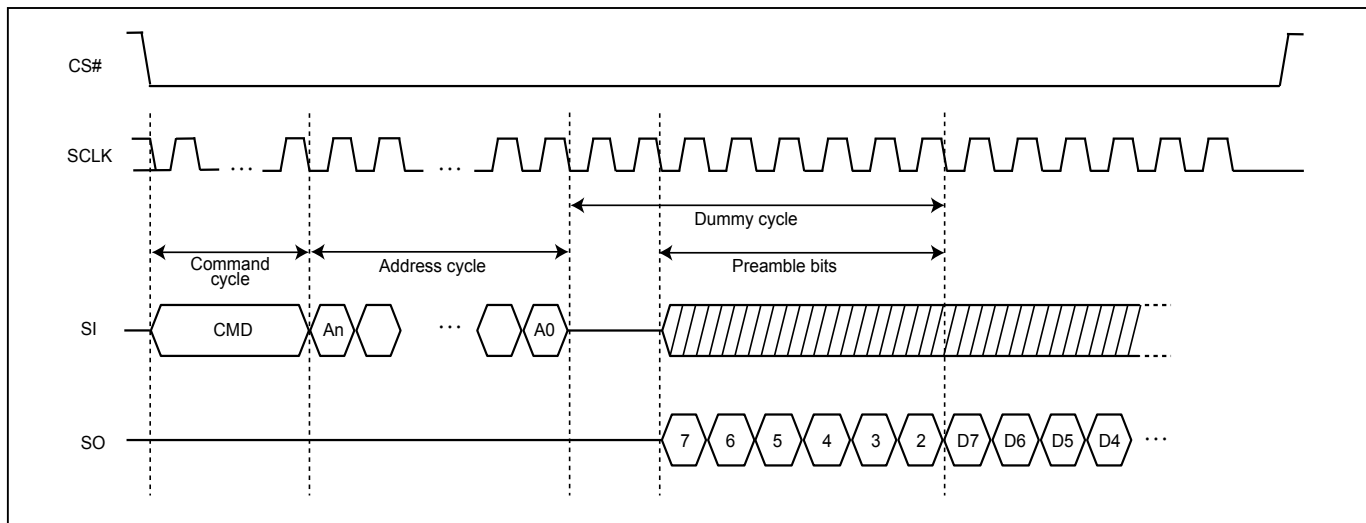 CS#
SCLK
... ...
Dummy cycle
Command
cycle
Address cycle
Preamble bits
SI
CMD An ... A0
SO
7 6 5 4 3 2 D7 D6 D5 D4 ...